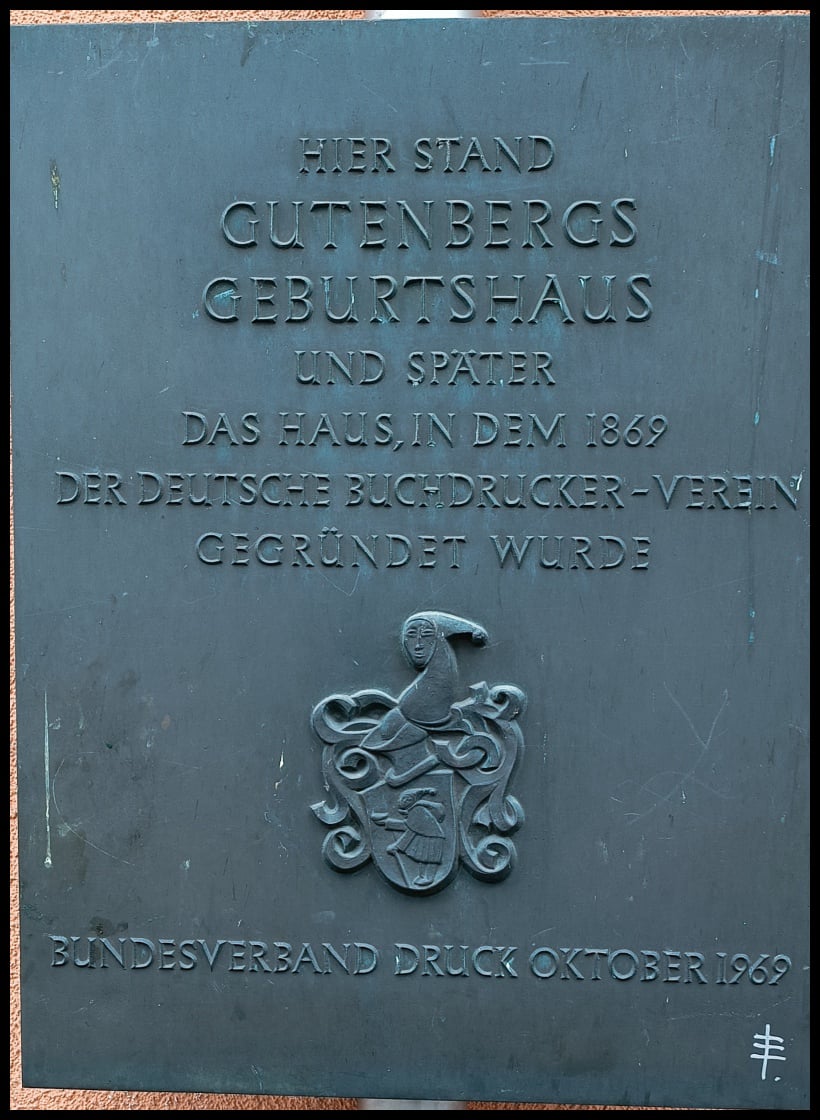 HIER STAND
GUTENBERGS
GEBURTSHAUS
UND SPÄTER
DAS HAUS, IN DEM 1869
DER DEUTSCHE BUCHDRUCKER-VEREIN
GEGRÜNDET WURDE
BUNDESVERBAND DRUCK OKTOBER 1969